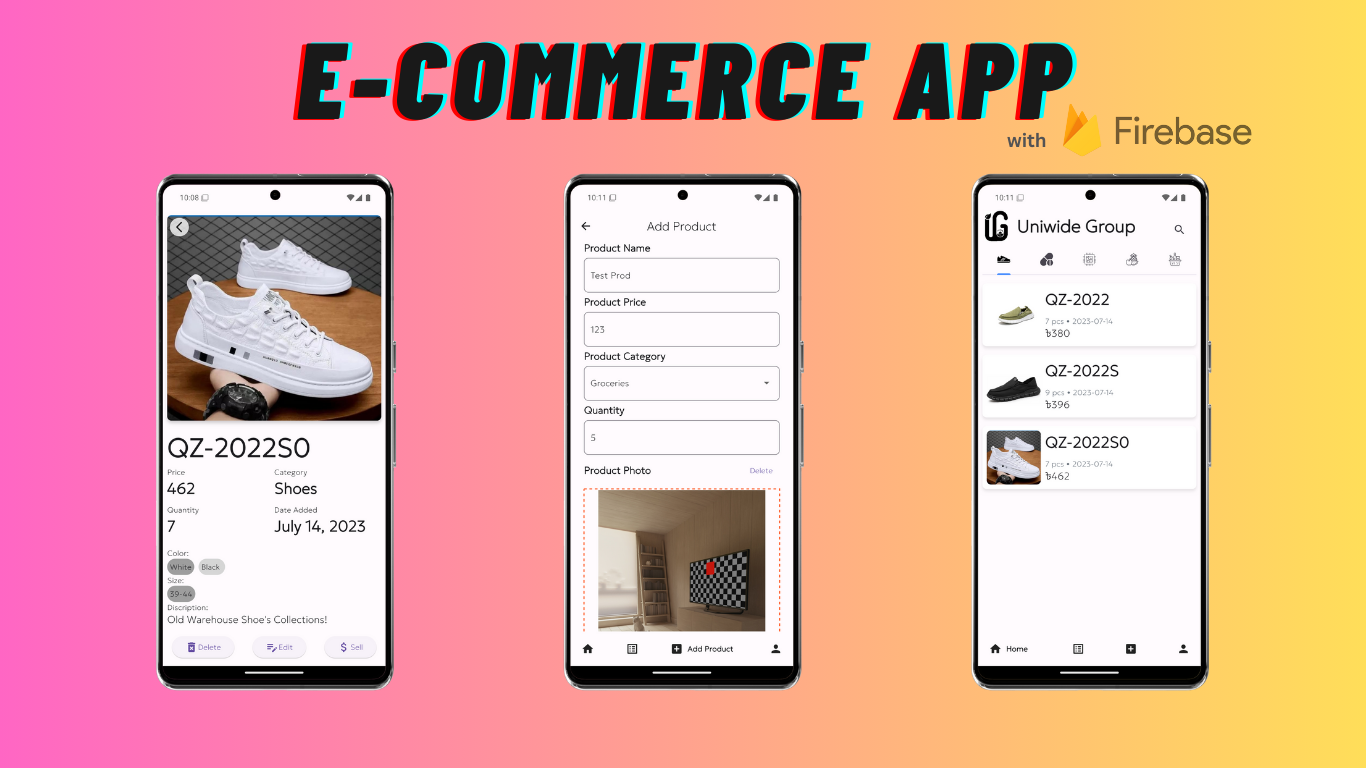 E-COMMERCE APP
with Firebase
10:08
QZ-2022S0
Price Category
462 Shoes
Quantity Date Added
7 July 14, 2023
Color:
White Black
Size:
39-44
Discription:
Old Warehouse Shoe's Collections!
Delete Edit Sell
10:11
Add Product
Product Name
Test Prod
Product Price
123
Product Category
Groceries
Quantity
5
Product Photo Delete
Add Product
10:11
Uniwide Group
QZ-2022
7 pcs • 2023-07-14
৳380
QZ-2022S
9 pcs • 2023-07-14
৳396
QZ-2022S0
7 pcs • 2023-07-14
৳462
Home